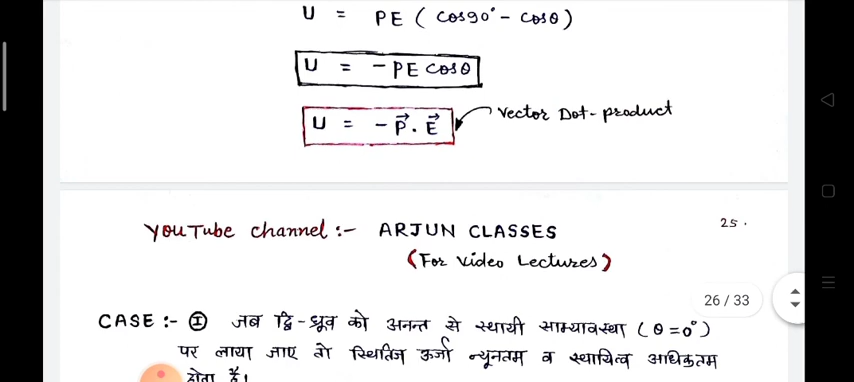 U = PE ( cos90° - cosθ )
U = -PE cosθ
U = -P⃗ . E⃗
Vector Dot-product
YouTube channel :- ARJUN CLASSES
25.
(For Video Lectures)
26 / 33
CASE :- Ⓘ जब द्वि-ध्रुव को अनन्त से स्थायी साम्यावस्था ( θ = 0° )
पर लाया जाए तो स्थितिज ऊर्जा न्यूनतम व स्थायित्व अधिकतम
होता है।